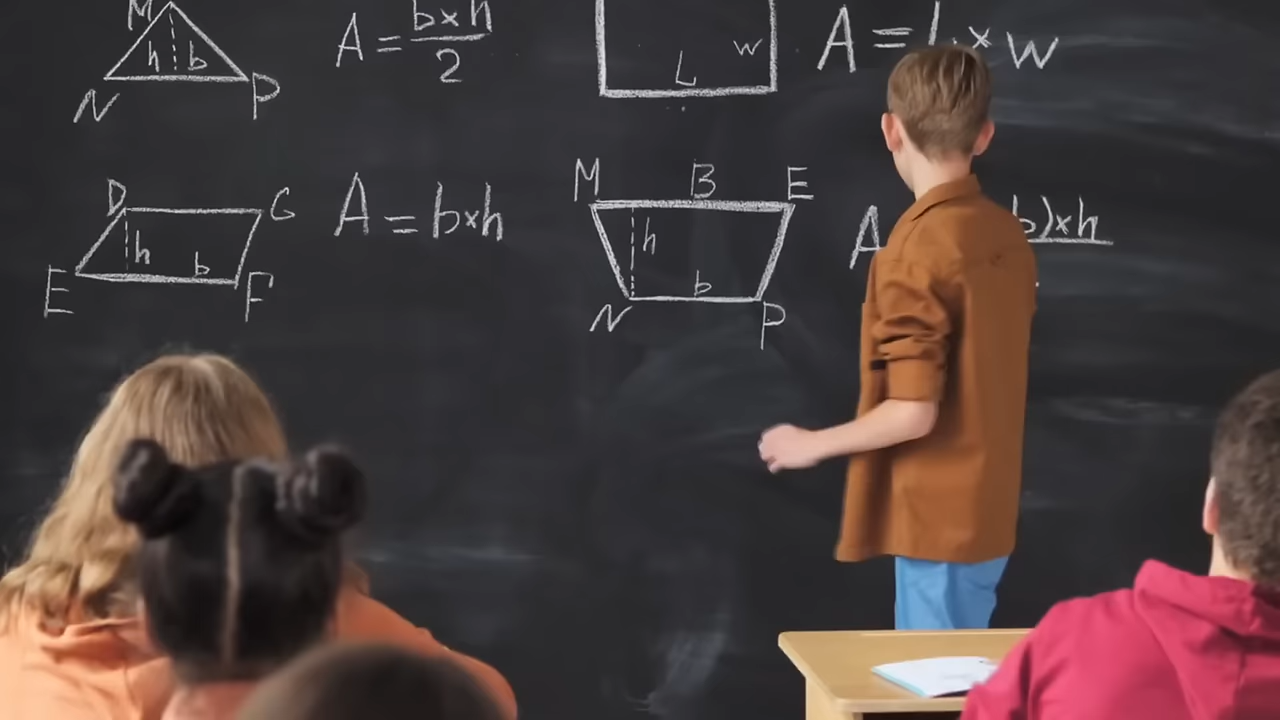 M
h b
N P
A = b×h
2
L w
A = L × w
D G
h b
E F
A = b×h
M B E
h
b
N P
A b)×h